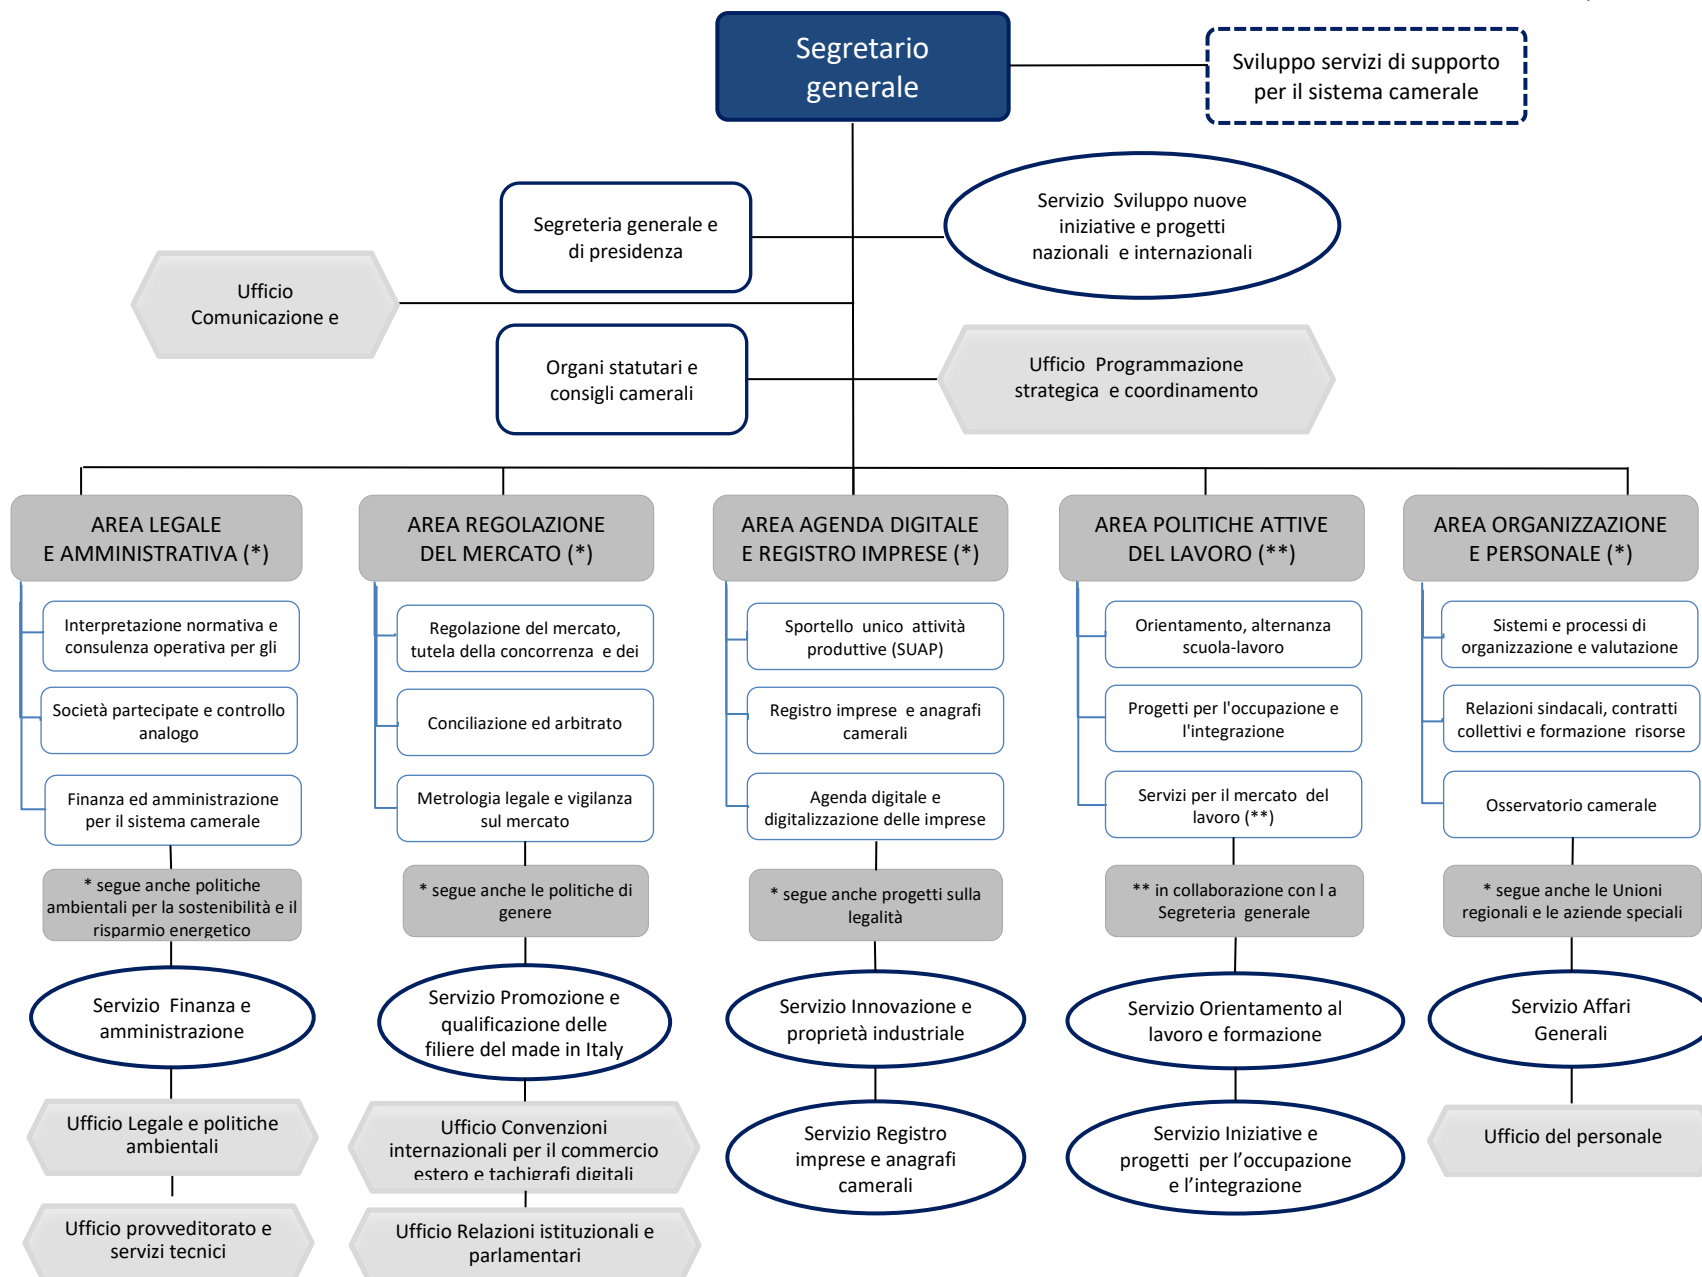 Segretario
generale
Sviluppo servizi di supporto
per il sistema camerale
Segreteria generale e
di presidenza
Servizio Sviluppo nuove
iniziative e progetti
nazionali e internazionali
Ufficio
Comunicazione e
Organi statutari e
consigli camerali
Ufficio Programmazione
strategica e coordinamento
AREA LEGALE
E AMMINISTRATIVA (*)
Interpretazione normativa e
consulenza operativa per gli
Società partecipate e controllo
analogo
Finanza ed amministrazione
per il sistema camerale
* segue anche politiche
ambientali per la sostenibilità e il
risparmio energetico
Servizio Finanza e
amministrazione
Ufficio Legale e politiche
ambientali
Ufficio provveditorato e
servizi tecnici
AREA REGOLAZIONE
DEL MERCATO (*)
Regolazione del mercato,
tutela della concorrenza e dei
Conciliazione ed arbitrato
Metrologia legale e vigilanza
sul mercato
* segue anche le politiche di
genere
Servizio Promozione e
qualificazione delle
filiere del made in Italy
Ufficio Convenzioni
internazionali per il commercio
estero e tachigrafi digitali
Ufficio Relazioni istituzionali e
parlamentari
AREA AGENDA DIGITALE
E REGISTRO IMPRESE (*)
Sportello unico attività
produttive (SUAP)
Registro imprese e anagrafi
camerali
Agenda digitale e
digitalizzazione delle imprese
* segue anche progetti sulla
legalità
Servizio Innovazione e
proprietà industriale
Servizio Registro
imprese e anagrafi
camerali
AREA POLITICHE ATTIVE
DEL LAVORO (**)
Orientamento, alternanza
scuola-lavoro
Progetti per l'occupazione e
l'integrazione
Servizi per il mercato del
lavoro (**)
** in collaborazione con l a
Segreteria generale
Servizio Orientamento al
lavoro e formazione
Servizio Iniziative e
progetti per l’occupazione
e l’integrazione
AREA ORGANIZZAZIONE
E PERSONALE (*)
Sistemi e processi di
organizzazione e valutazione
Relazioni sindacali, contratti
collettivi e formazione risorse
Osservatorio camerale
* segue anche le Unioni
regionali e le aziende speciali
Servizio Affari
Generali
Ufficio del personale